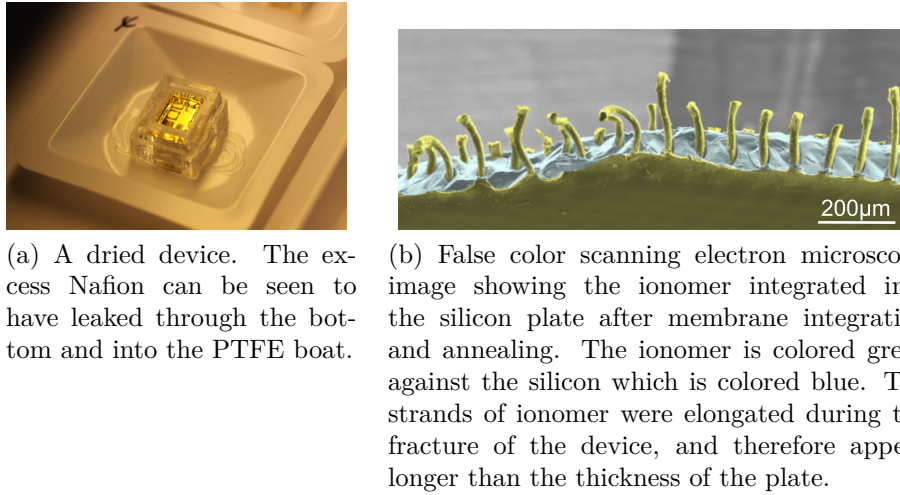 200µm
(a) A dried device. The ex-
cess Nafion can be seen to
have leaked through the bot-
tom and into the PTFE boat.
(b) False color scanning electron microsco
image showing the ionomer integrated in
the silicon plate after membrane integrati
and annealing. The ionomer is colored gre
against the silicon which is colored blue. T
strands of ionomer were elongated during t
fracture of the device, and therefore appe
longer than the thickness of the plate.